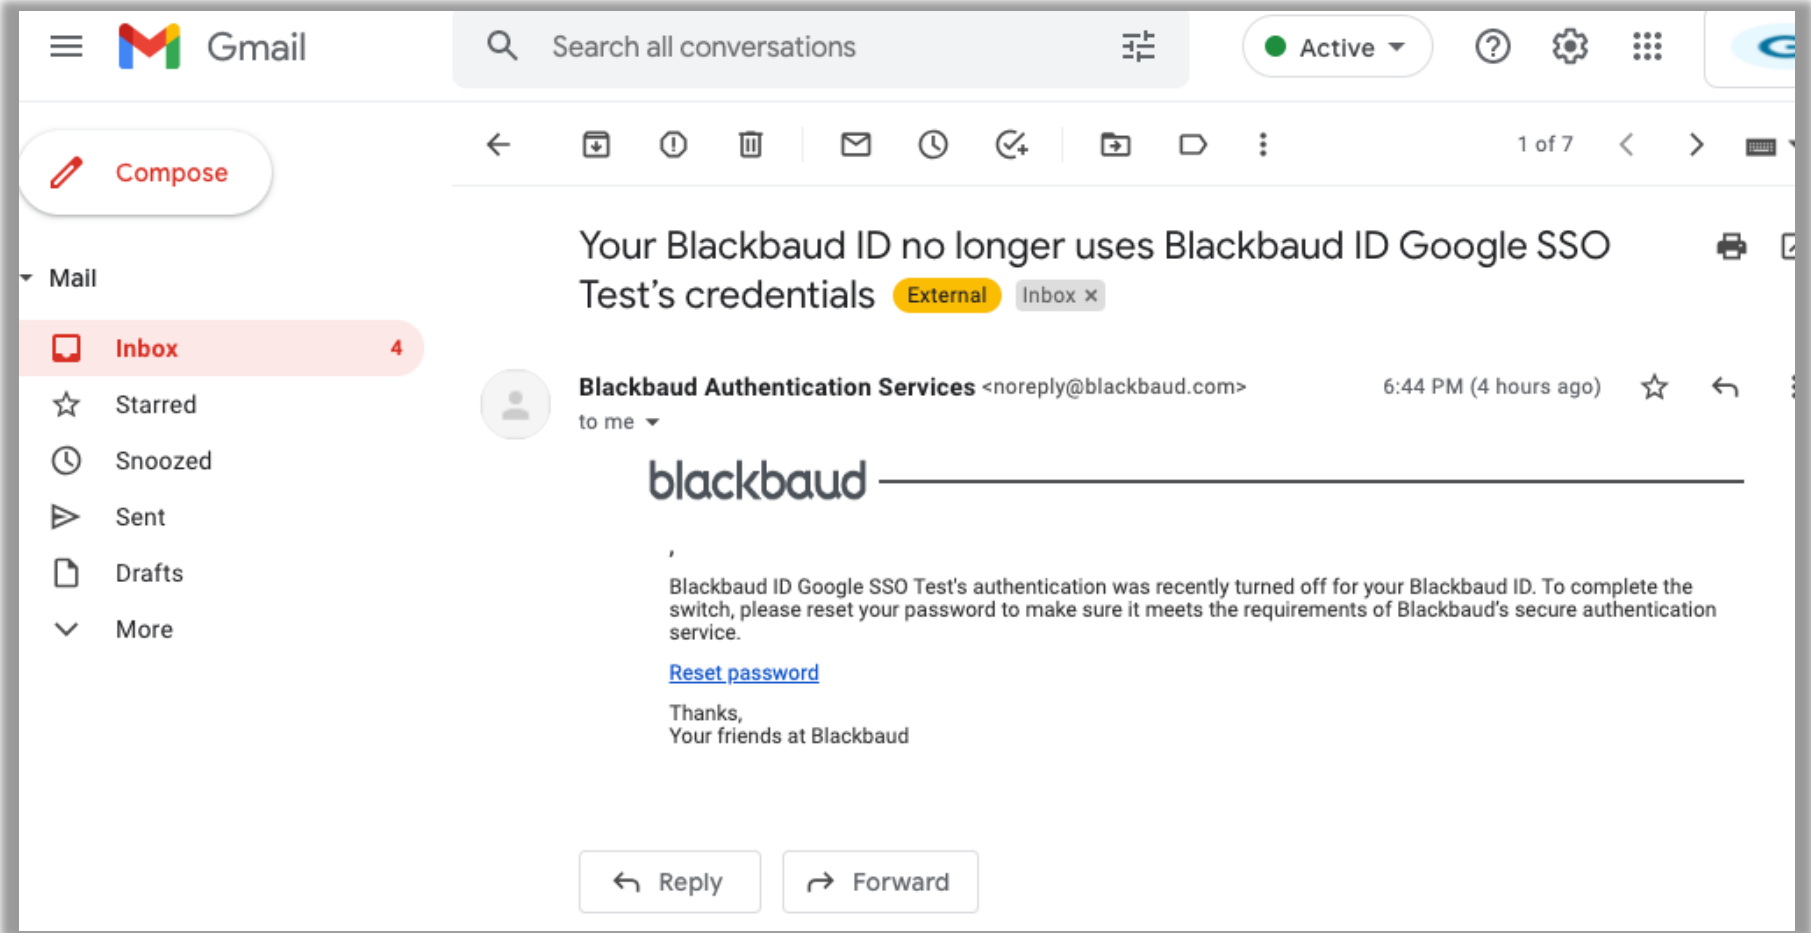 Gmail
Search all conversations
Active
Compose
1 of 7
Your Blackbaud ID no longer uses Blackbaud ID Google SSO
Test’s credentials External Inbox ×
Mail
Inbox 4
Starred
Snoozed
Sent
Drafts
More
Blackbaud Authentication Services <noreply@blackbaud.com> 6:44 PM (4 hours ago)
to me
blackbaud
,
Blackbaud ID Google SSO Test's authentication was recently turned off for your Blackbaud ID. To complete the
switch, please reset your password to make sure it meets the requirements of Blackbaud’s secure authentication
service.
Reset password
Thanks,
Your friends at Blackbaud
Reply Forward